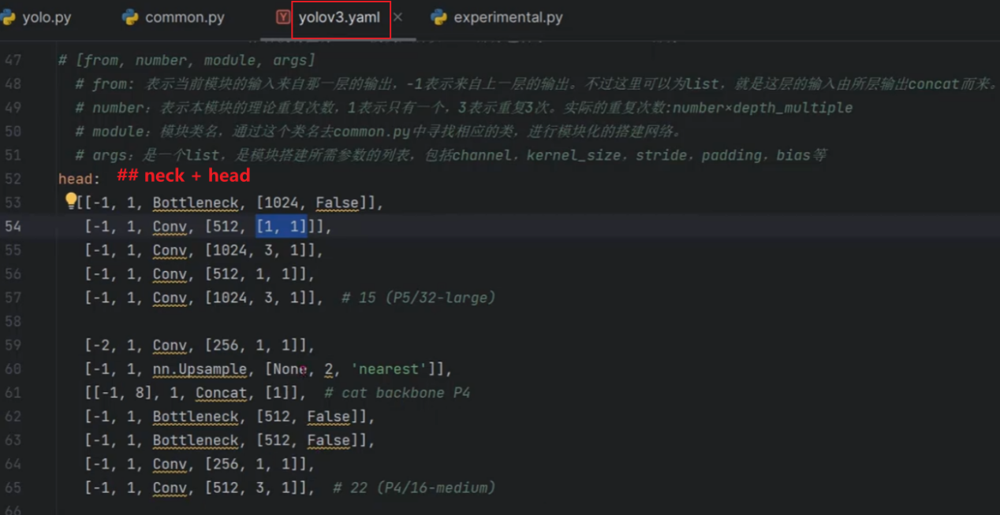 yolo.py common.py yolov3.yaml experimental.py
47 # [from, number, module, args]
48 # from: 表示当前模块的输入来自那一层的输出，-1表示来自上一层的输出。不过这里可以为list，就是这层的输入由所层输出concat而来。
49 # number：表示本模块的理论重复次数，1表示只有一个，3表示重复3次。实际的重复次数:number×depth_multiple
50 # module：模块类名，通过这个类名去common.py中寻找相应的类，进行模块化的搭建网络。
51 # args：是一个list，是模块搭建所需参数的列表，包括channel，kernel_size，stride，padding，bias等
52 head: ## neck + head
53 [[-1, 1, Bottleneck, [1024, False]],
54 [-1, 1, Conv, [512, [1, 1]]],
55 [-1, 1, Conv, [1024, 3, 1]],
56 [-1, 1, Conv, [512, 1, 1]],
57 [-1, 1, Conv, [1024, 3, 1]], # 15 (P5/32-large)
58
59 [-2, 1, Conv, [256, 1, 1]],
60 [-1, 1, nn.Upsample, [None, 2, 'nearest']],
61 [[-1, 8], 1, Concat, [1]], # cat backbone P4
62 [-1, 1, Bottleneck, [512, False]],
63 [-1, 1, Bottleneck, [512, False]],
64 [-1, 1, Conv, [256, 1, 1]],
65 [-1, 1, Conv, [512, 3, 1]], # 22 (P4/16-medium)
66